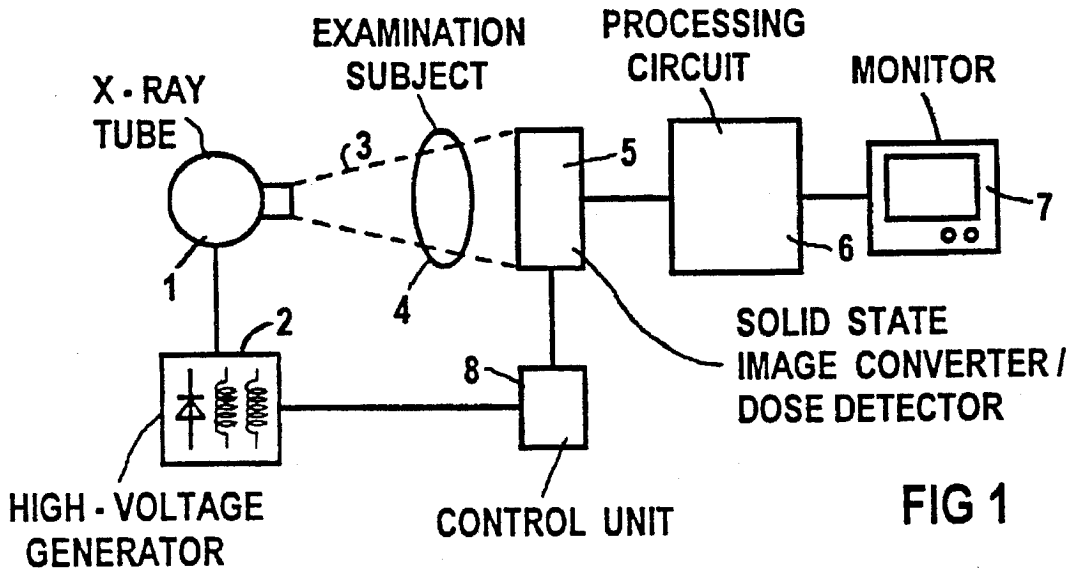 EXAMINATION
SUBJECT
PROCESSING
CIRCUIT
MONITOR
X - RAY
TUBE
3
5
1
4
6
7
2
8
SOLID STATE
IMAGE CONVERTER /
DOSE DETECTOR
HIGH - VOLTAGE
GENERATOR
CONTROL UNIT
FIG 1